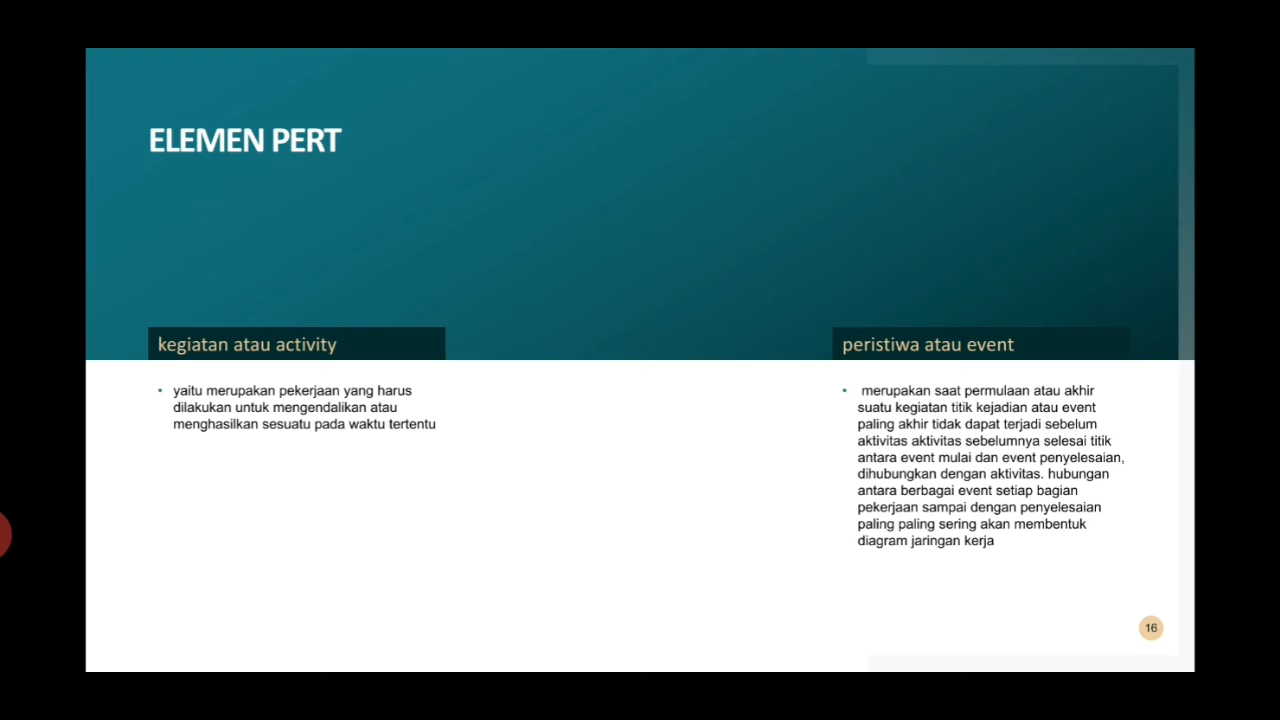 ELEMEN PERT
kegiatan atau activity
• yaitu merupakan pekerjaan yang harus
dilakukan untuk mengendalikan atau
menghasilkan sesuatu pada waktu tertentu
peristiwa atau event
• merupakan saat permulaan atau akhir
suatu kegiatan titik kejadian atau event
paling akhir tidak dapat terjadi sebelum
aktivitas aktivitas sebelumnya selesai titik
antara event mulai dan event penyelesaian,
dihubungkan dengan aktivitas. hubungan
antara berbagai event setiap bagian
pekerjaan sampai dengan penyelesaian
paling paling sering akan membentuk
diagram jaringan kerja
16